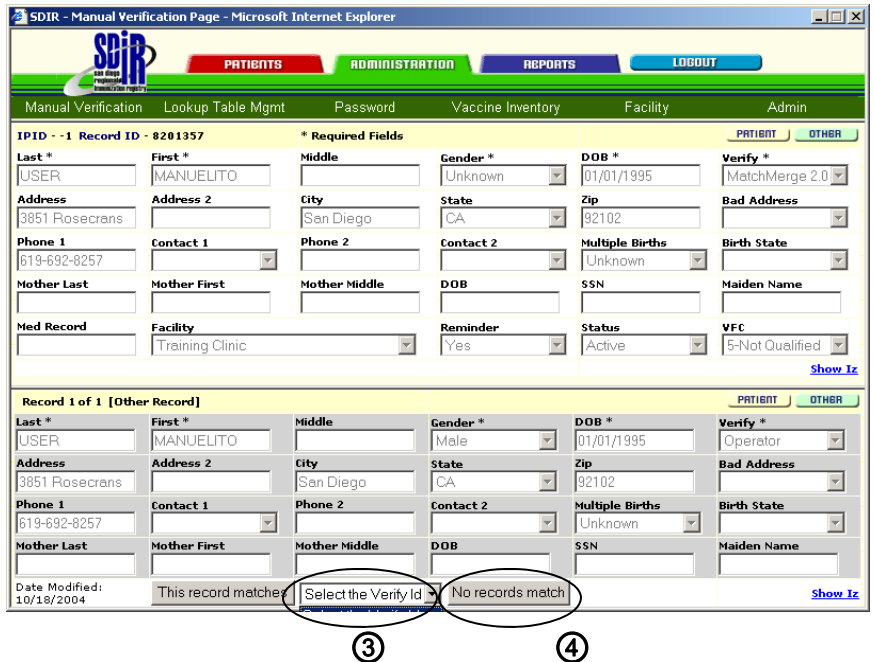 SDIR - Manual Verification Page - Microsoft Internet Explorer
SDIR
san diego
regional
immunization registry
PATIENTS ADMINISTRATION REPORTS LOGOUT
Manual Verification Lookup Table Mgmt Password Vaccine Inventory Facility Admin
IPID - -1 Record ID - 8201357 * Required Fields PATIENT OTHER
Last * First * Middle Gender * DOB * Verify *
USER MANUELITO Unknown 01/01/1995 MatchMerge 2.0
Address Address 2 City State Zip Bad Address
3851 Rosecrans San Diego CA 92102
Phone 1 Contact 1 Phone 2 Contact 2 Multiple Births Birth State
619-692-8257 Unknown
Mother Last Mother First Mother Middle DOB SSN Maiden Name
Med Record Facility Reminder Status VFC
Training Clinic Yes Active 5-Not Qualified
Show Iz
Record 1 of 1 [Other Record] PATIENT OTHER
Last * First * Middle Gender * DOB * Verify *
USER MANUELITO Male 01/01/1995 Operator
Address Address 2 City State Zip Bad Address
3851 Rosecrans San Diego CA 92102
Phone 1 Contact 1 Phone 2 Contact 2 Multiple Births Birth State
619-692-8257 Unknown
Mother Last Mother First Mother Middle DOB SSN Maiden Name
Date Modified:
10/18/2004 This record matches Select the Verify Id No records match Show Iz
3 4